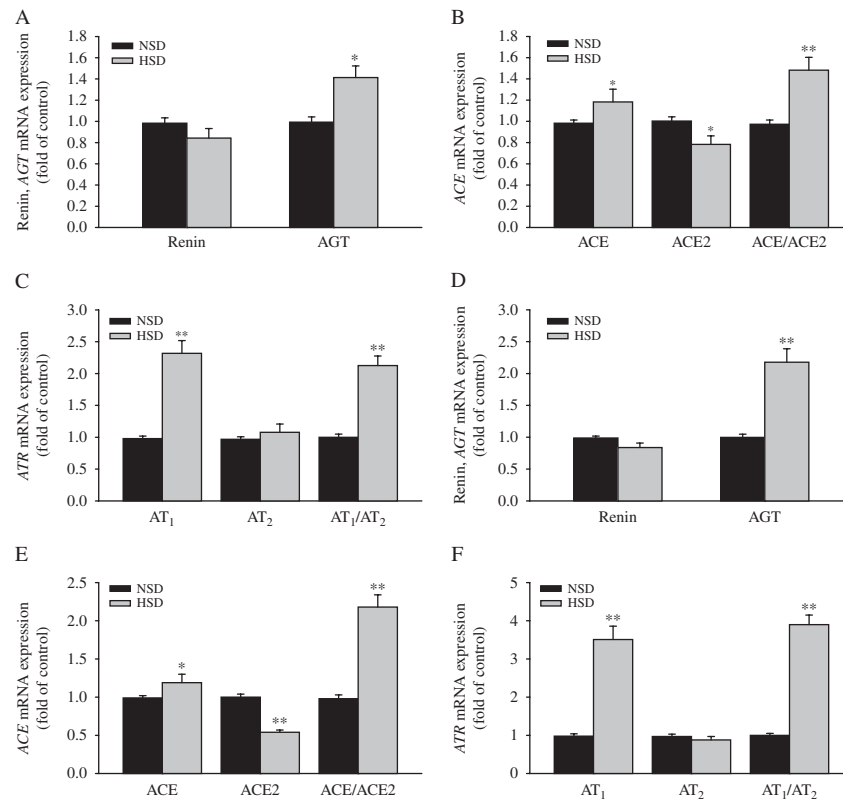 A
Renin, AGT mRNA expression
(fold of control)
1.8
1.6
1.4
1.2
1.0
0.8
0.6
0.4
0.2
0.0
NSD
HSD
*
Renin
AGT
B
ACE mRNA expression
(fold of control)
1.8
1.6
1.4
1.2
1.0
0.8
0.6
0.4
0.2
0.0
NSD
HSD
*
*
**
ACE
ACE2
ACE/ACE2
C
ATR mRNA expression
(fold of control)
3.0
2.5
2.0
1.5
1.0
0.5
0.0
NSD
HSD
**
**
AT₁
AT₂
AT₁/AT₂
D
Renin, AGT mRNA expression
(fold of control)
3.0
2.5
2.0
1.5
1.0
0.5
0.0
NSD
HSD
**
Renin
AGT
E
ACE mRNA expression
(fold of control)
2.5
2.0
1.5
1.0
0.5
0.0
NSD
HSD
*
**
**
ACE
ACE2
ACE/ACE2
F
ATR mRNA expression
(fold of control)
5
4
3
2
1
0
NSD
HSD
**
**
AT₁
AT₂
AT₁/AT₂